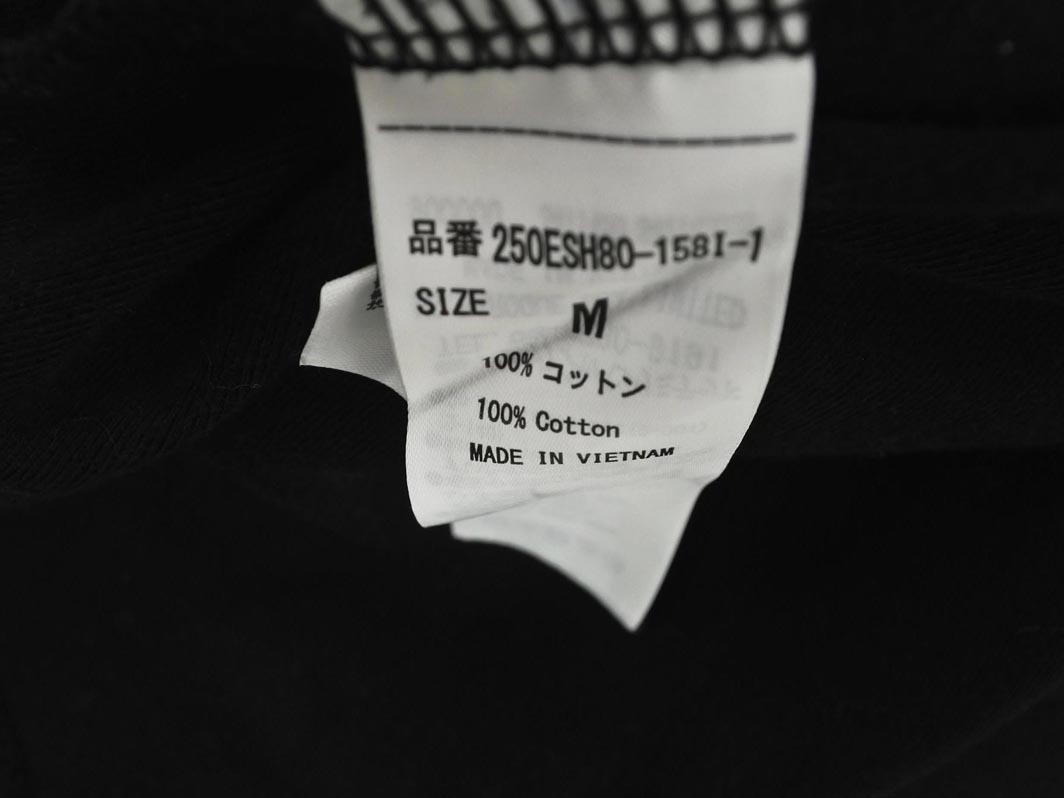 品番 250ESH80-158I-1
SIZE M
100% コットン
100% Cotton
MADE IN VIETNAM